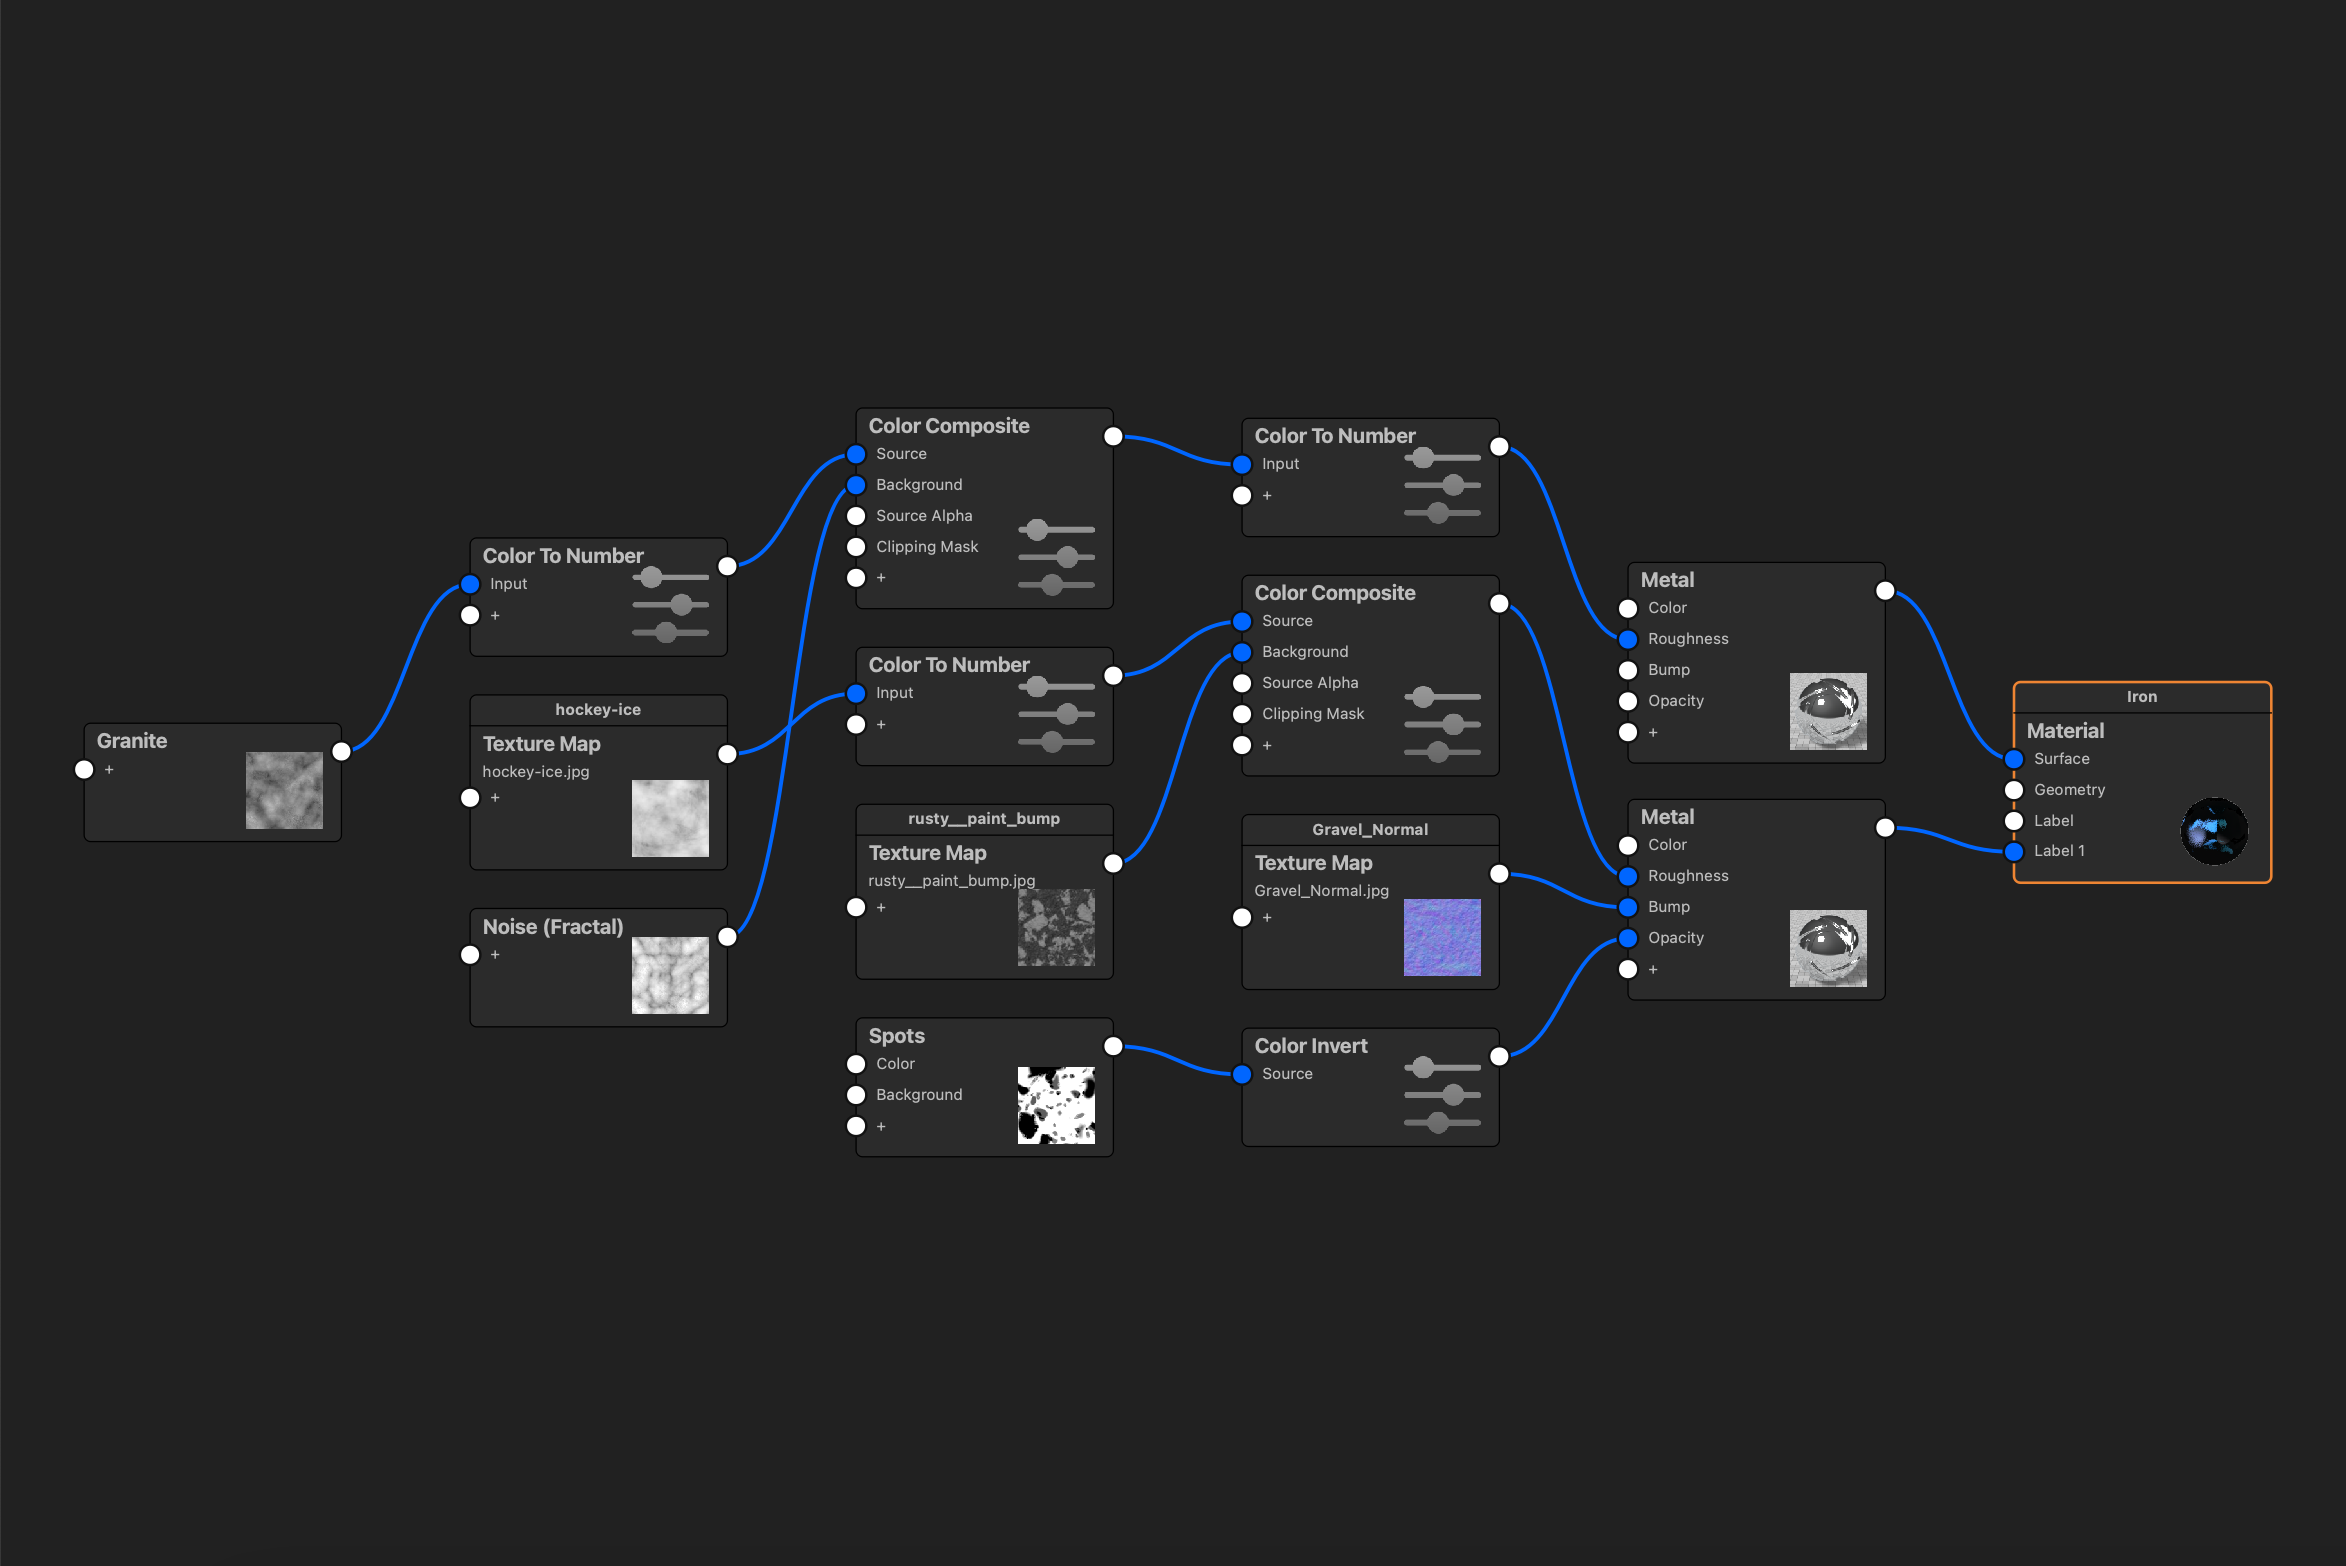 Granite
+
Color To Number
Input
+
hockey-ice
Texture Map
hockey-ice.jpg
+
Noise (Fractal)
+
Color Composite
Source
Background
Source Alpha
Clipping Mask
+
Color To Number
Input
+
rusty__paint_bump
Texture Map
rusty__paint_bump.jpg
+
Spots
Color
Background
+
Color To Number
Input
+
Color Composite
Source
Background
Source Alpha
Clipping Mask
+
Gravel_Normal
Texture Map
Gravel_Normal.jpg
+
Color Invert
Source
Metal
Color
Roughness
Bump
Opacity
+
Metal
Color
Roughness
Bump
Opacity
+
Iron
Material
Surface
Geometry
Label
Label 1